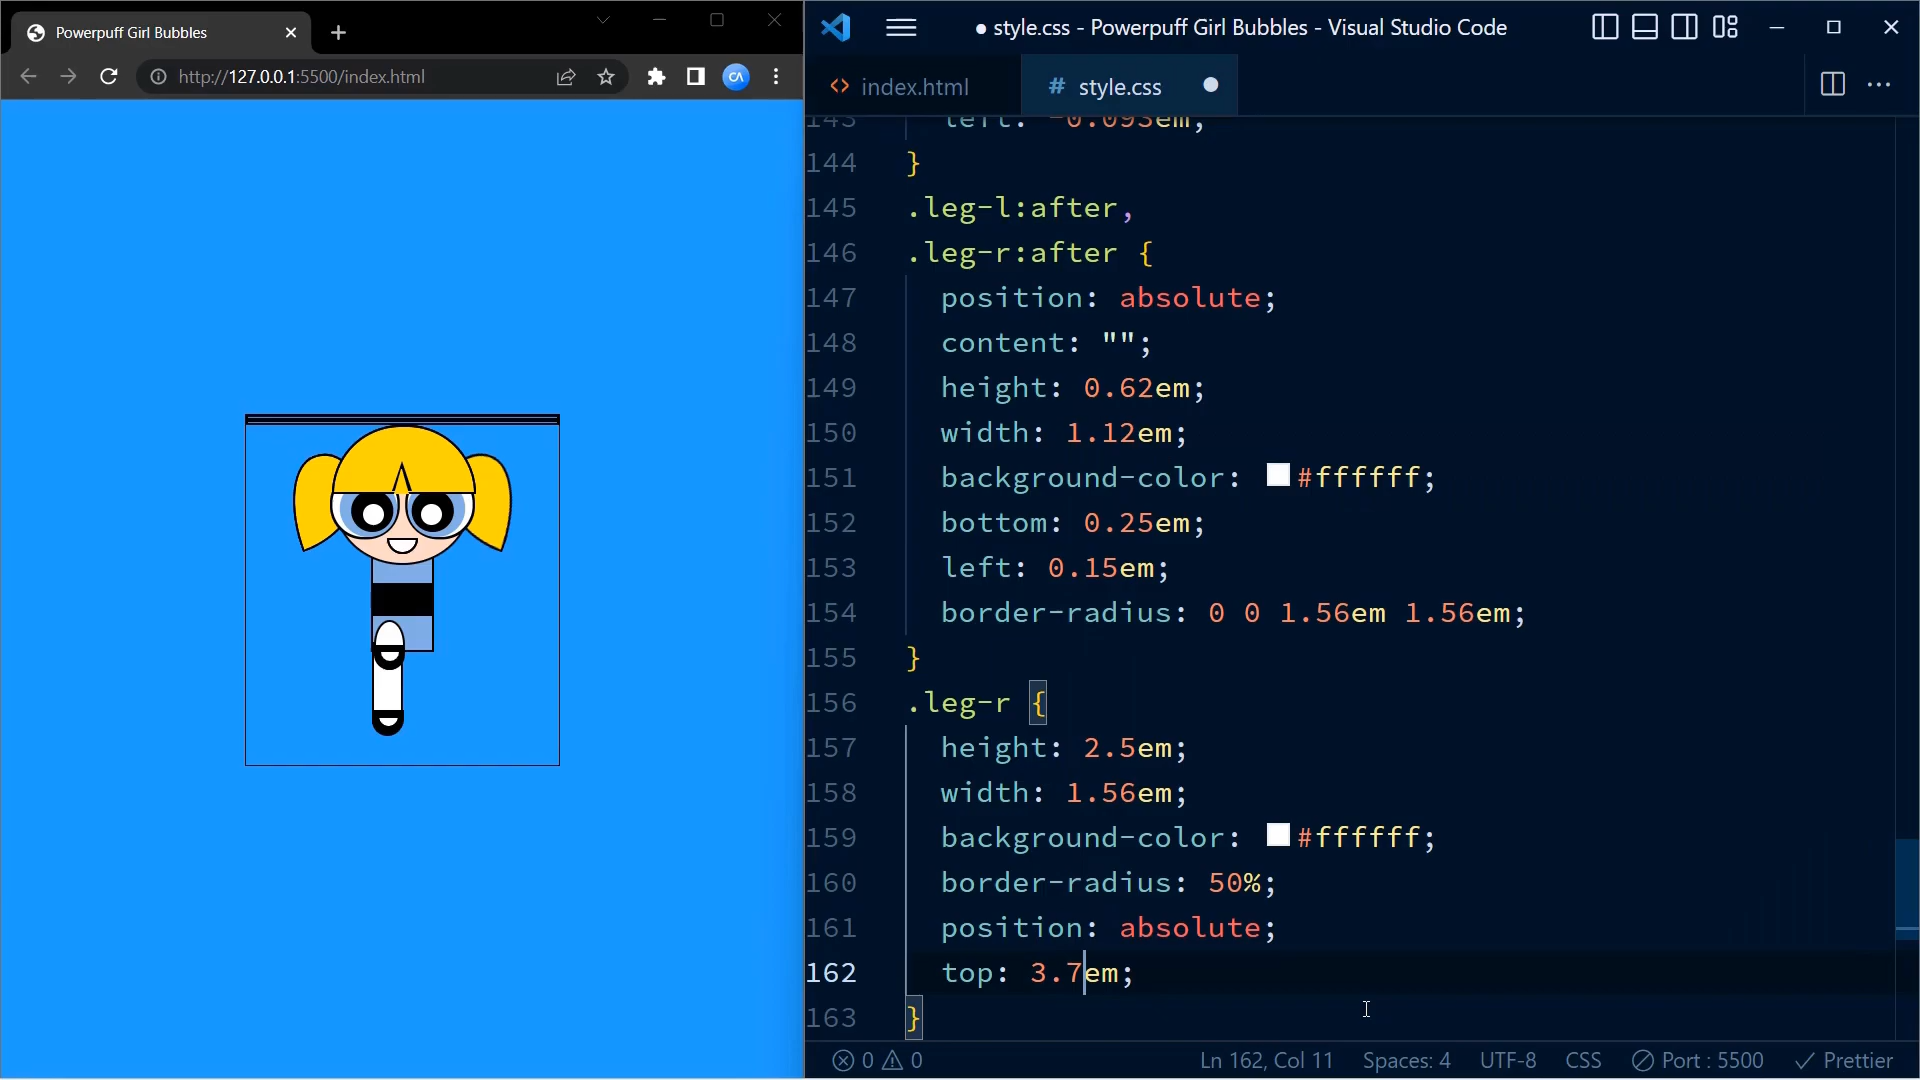 Powerpuff Girl Bubbles
http://127.0.0.1:5500/index.html
CA
style.css - Powerpuff Girl Bubbles - Visual Studio Code
<> index.html
# style.css
143 left: -0.093em;
144 }
145 .leg-l:after,
146 .leg-r:after {
147 position: absolute;
148 content: "";
149 height: 0.62em;
150 width: 1.12em;
151 background-color: #ffffff;
152 bottom: 0.25em;
153 left: 0.15em;
154 border-radius: 0 0 1.56em 1.56em;
155 }
156 .leg-r {
157 height: 2.5em;
158 width: 1.56em;
159 background-color: #ffffff;
160 border-radius: 50%;
161 position: absolute;
162 top: 3.7em;
163 }
0 0 Ln 162, Col 11 Spaces: 4 UTF-8 CSS Port : 5500 Prettier